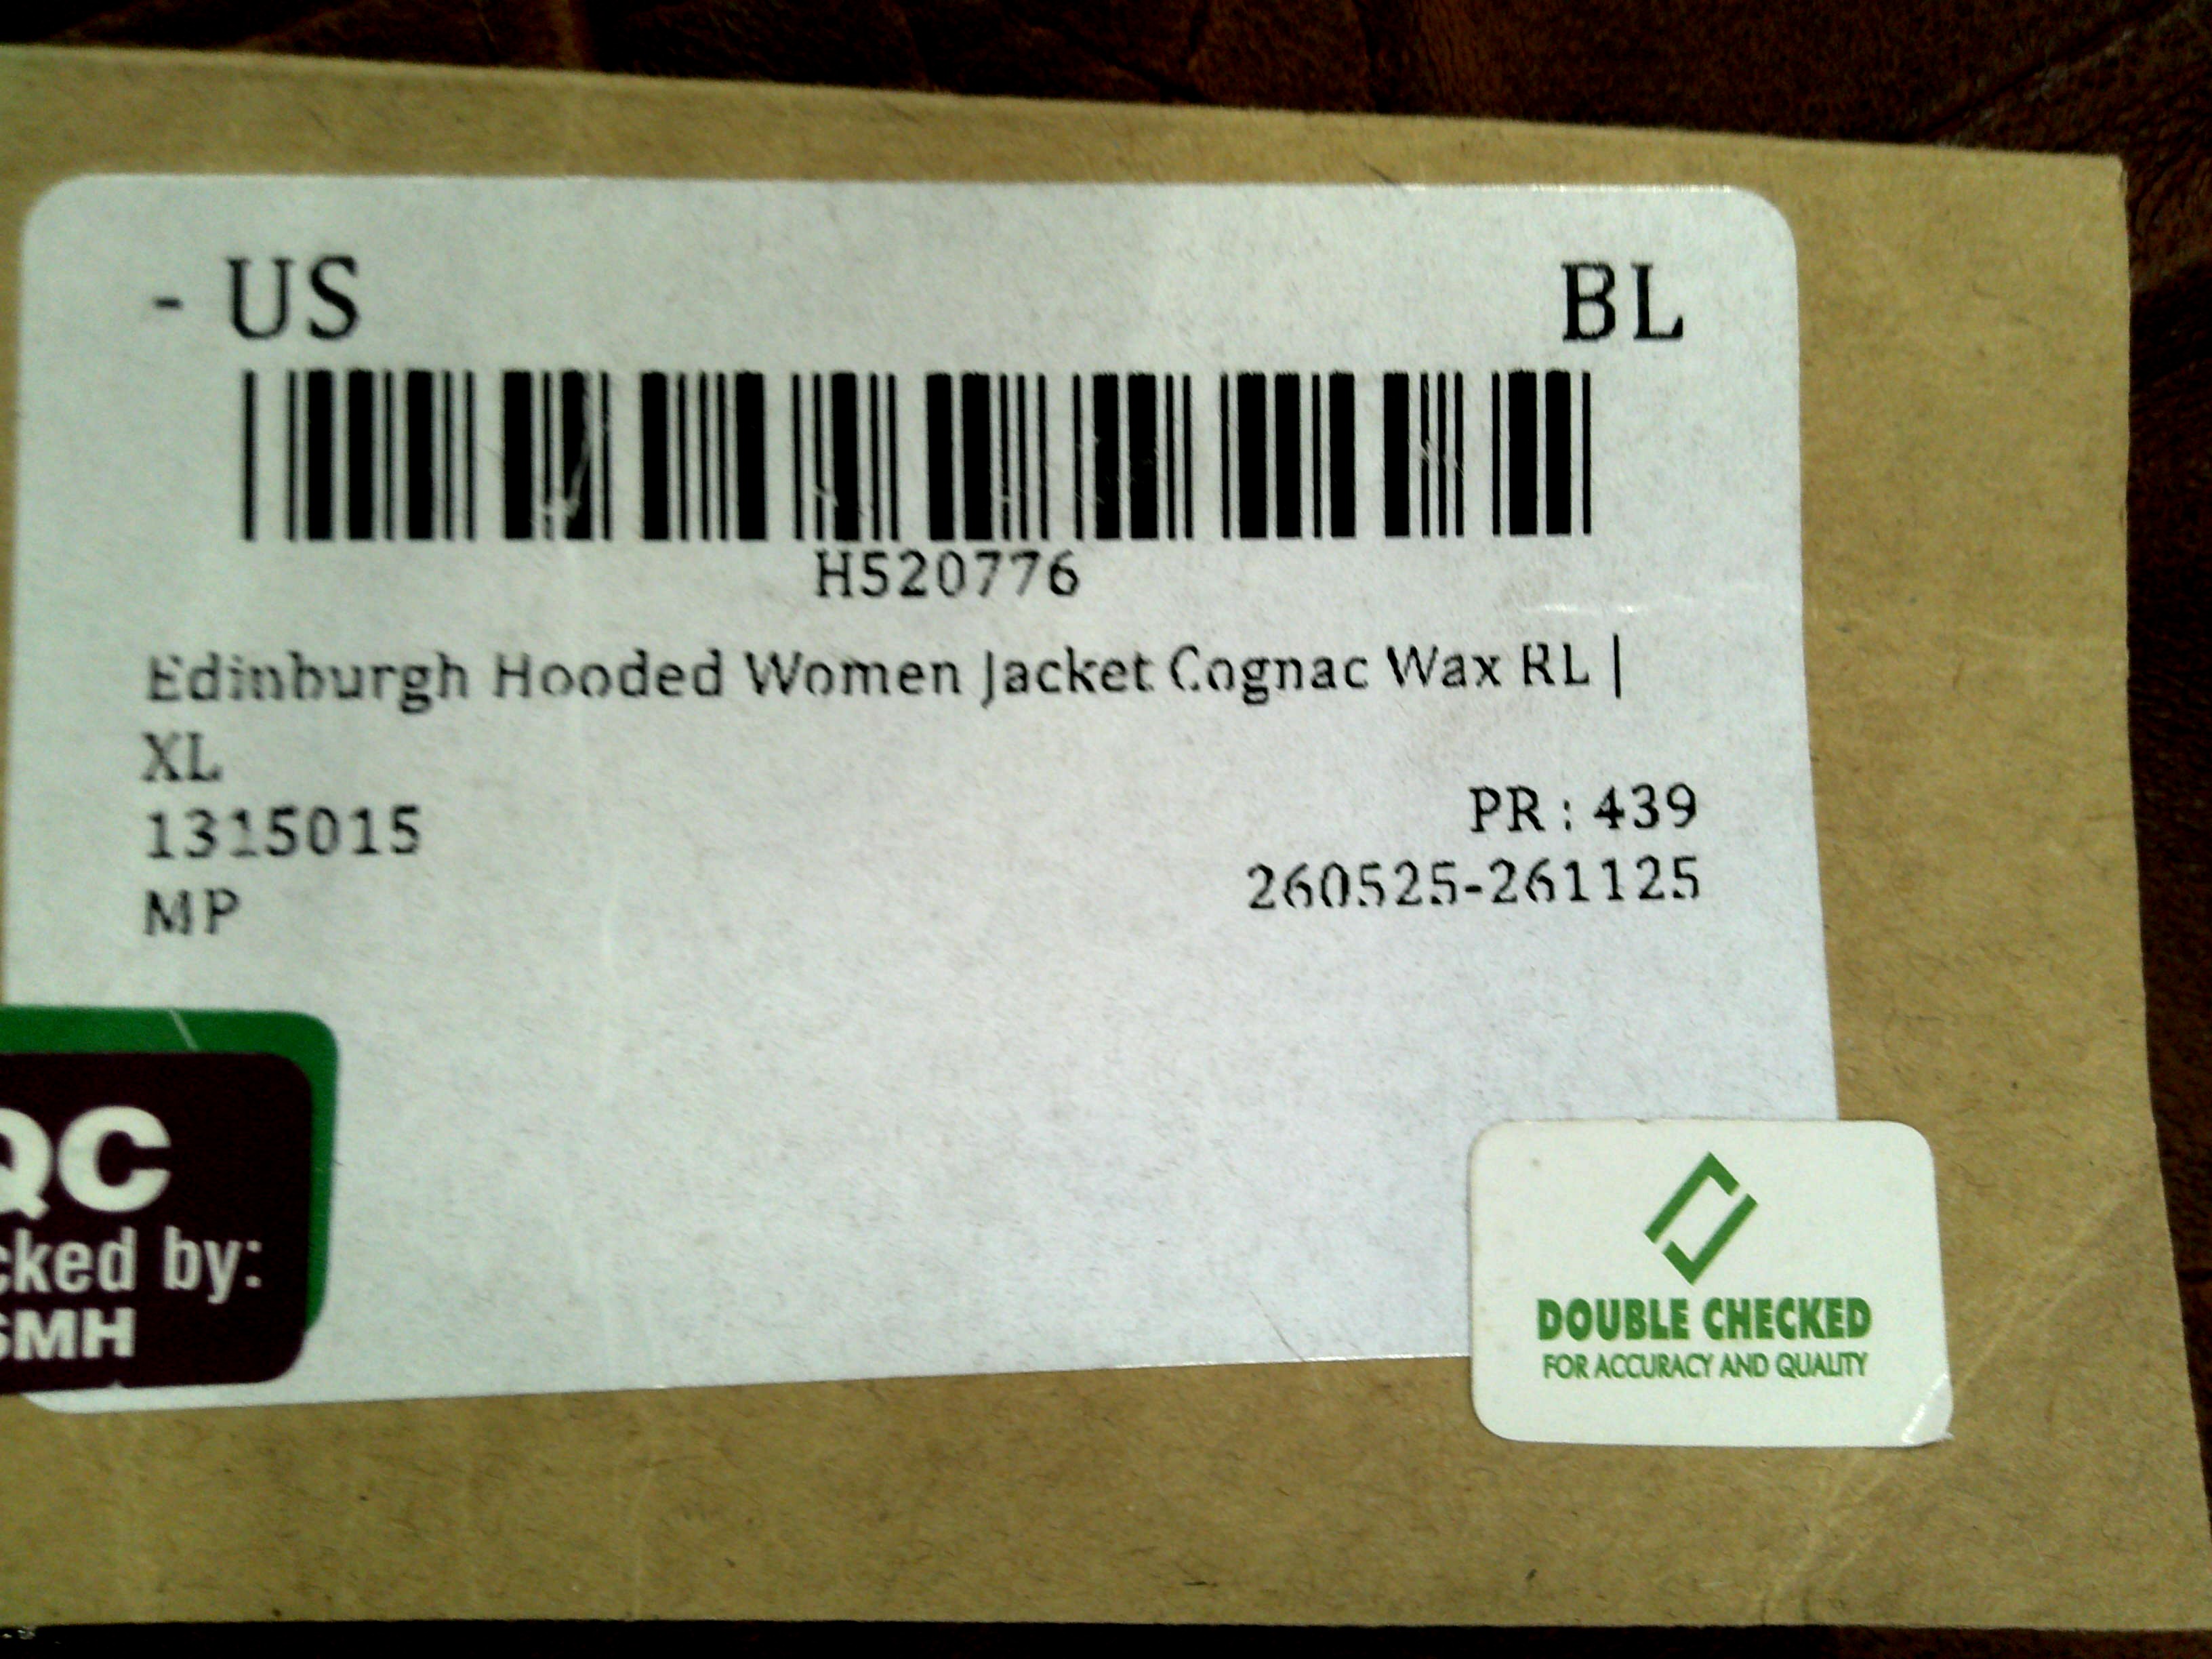 - US BL
H520776
Edinburgh Hooded Women Jacket Cognac Wax RL |
XL
1315015
PR : 439
MP
260525-261125
QC
cked by:
SMH
DOUBLE CHECKED
FOR ACCURACY AND QUALITY